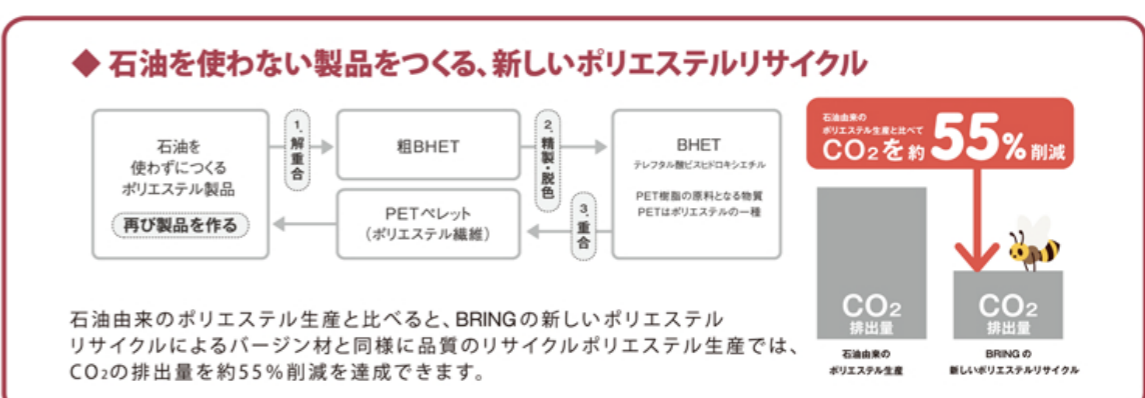 ◆ 石油を使わない製品をつくる、新しいポリエステルリサイクル
石油を
使わずにつくる
ポリエステル製品
再び製品を作る
1.解重合
粗BHET
2.精製・脱色
BHET
テレフタル酸ビスヒドロキシエチル
PET樹脂の原料となる物質
PETはポリエステルの一種
3.重合
PETペレット
(ポリエステル繊維)
石油由来の
ポリエステル生産と比べて
CO2を約55%削減
CO2
排出量
石油由来の
ポリエステル生産
CO2
排出量
BRINGの
新しいポリエステルリサイクル
石油由来のポリエステル生産と比べると、BRINGの新しいポリエステル
リサイクルによるバージン材と同様に品質のリサイクルポリエステル生産では、
CO2の排出量を約55%削減を達成できます。